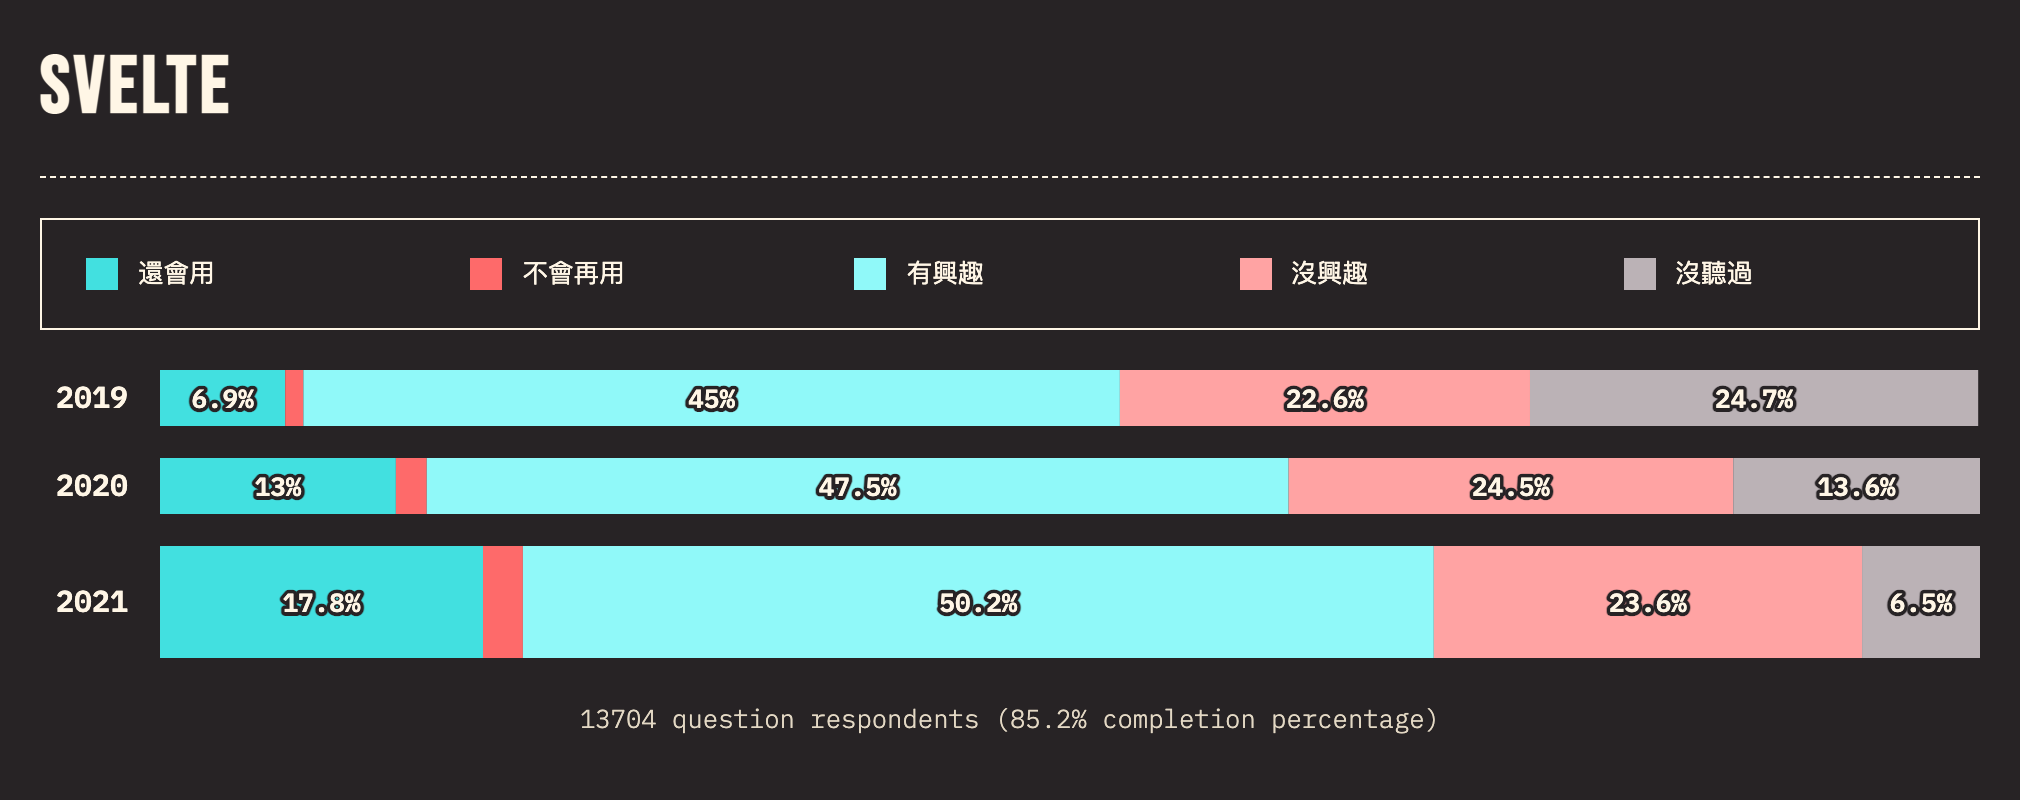 SVELTE
還會用 不會再用 有興趣 沒興趣 沒聽過
2019 6.9% 45% 22.6% 24.7%
2020 13% 47.5% 24.5% 13.6%
2021 17.8% 50.2% 23.6% 6.5%
13704 question respondents (85.2% completion percentage)